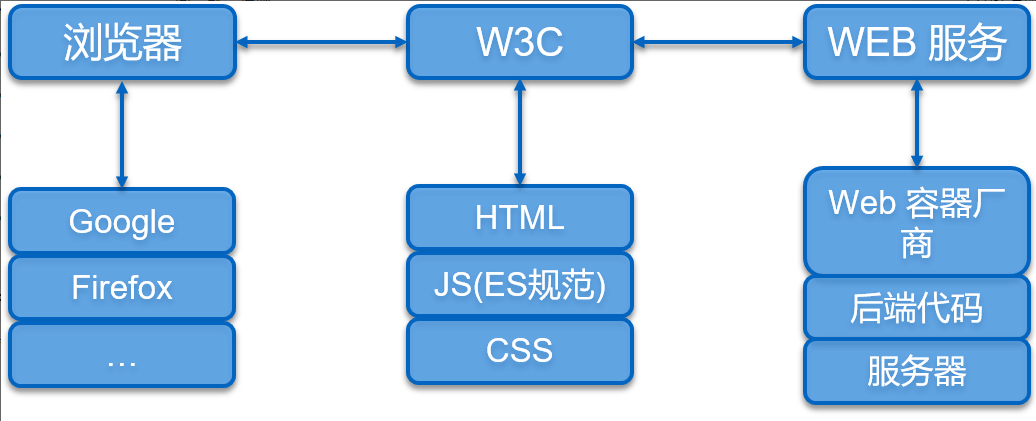 浏览器
W3C
WEB 服务
Google
Firefox
...
HTML
JS(ES规范)
CSS
Web 容器厂
商
后端代码
服务器